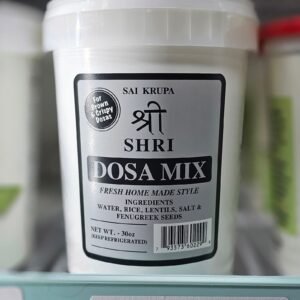 SAI KRUPA
For
Brown
& Crispy
Dosas
श्री
SHRI
DOSA MIX
FRESH HOME MADE STYLE
INGREDIENTS
WATER, RICE, LENTILS, SALT &
FENUGREEK SEEDS.
NET WT. - 30oz
(KEEP REFRIGERATED)